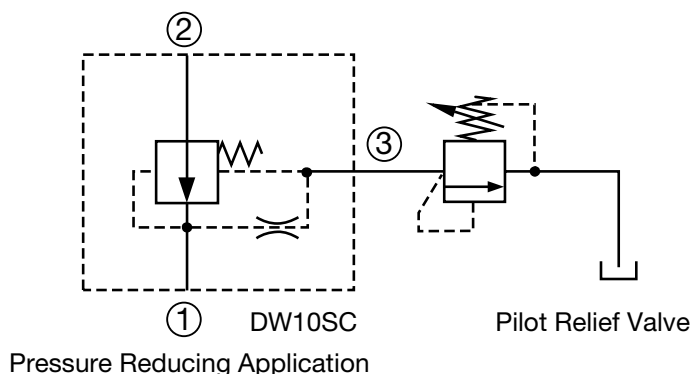 ②
③
①
DW10SC
Pilot Relief Valve
Pressure Reducing Application